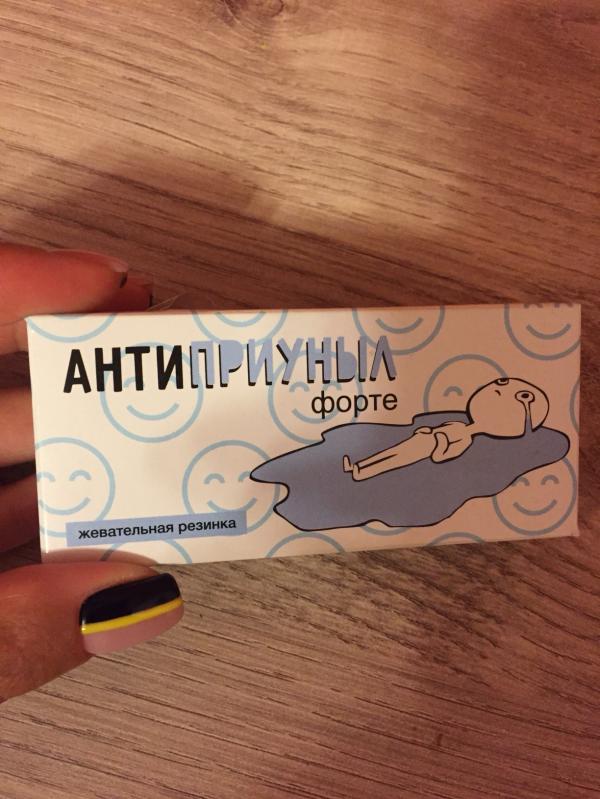 АНТИПРИУНЫЛ
форте
жевательная резинка